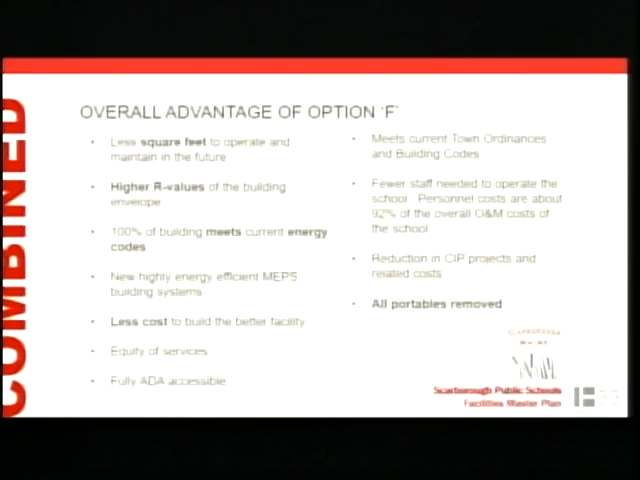 COMBINED
OVERALL ADVANTAGE OF OPTION 'F'
• Less square feet to operate and
maintain in the future
• Higher R-values of the building
envelope
• 100% of building meets current energy
codes
• New highly energy efficient MEPS
building systems
• Less cost to build the better facility
• Equity of services
• Fully ADA accessible
• Meets current Town Ordinances
and Building Codes
• Fewer staff needed to operate the
school. Personnel costs are about
92% of the overall O&M costs of
the school
• Reduction in CIP projects and
related costs
• All portables removed
SCARBOROUGH
Scarborough Public Schools
Facilities Master Plan